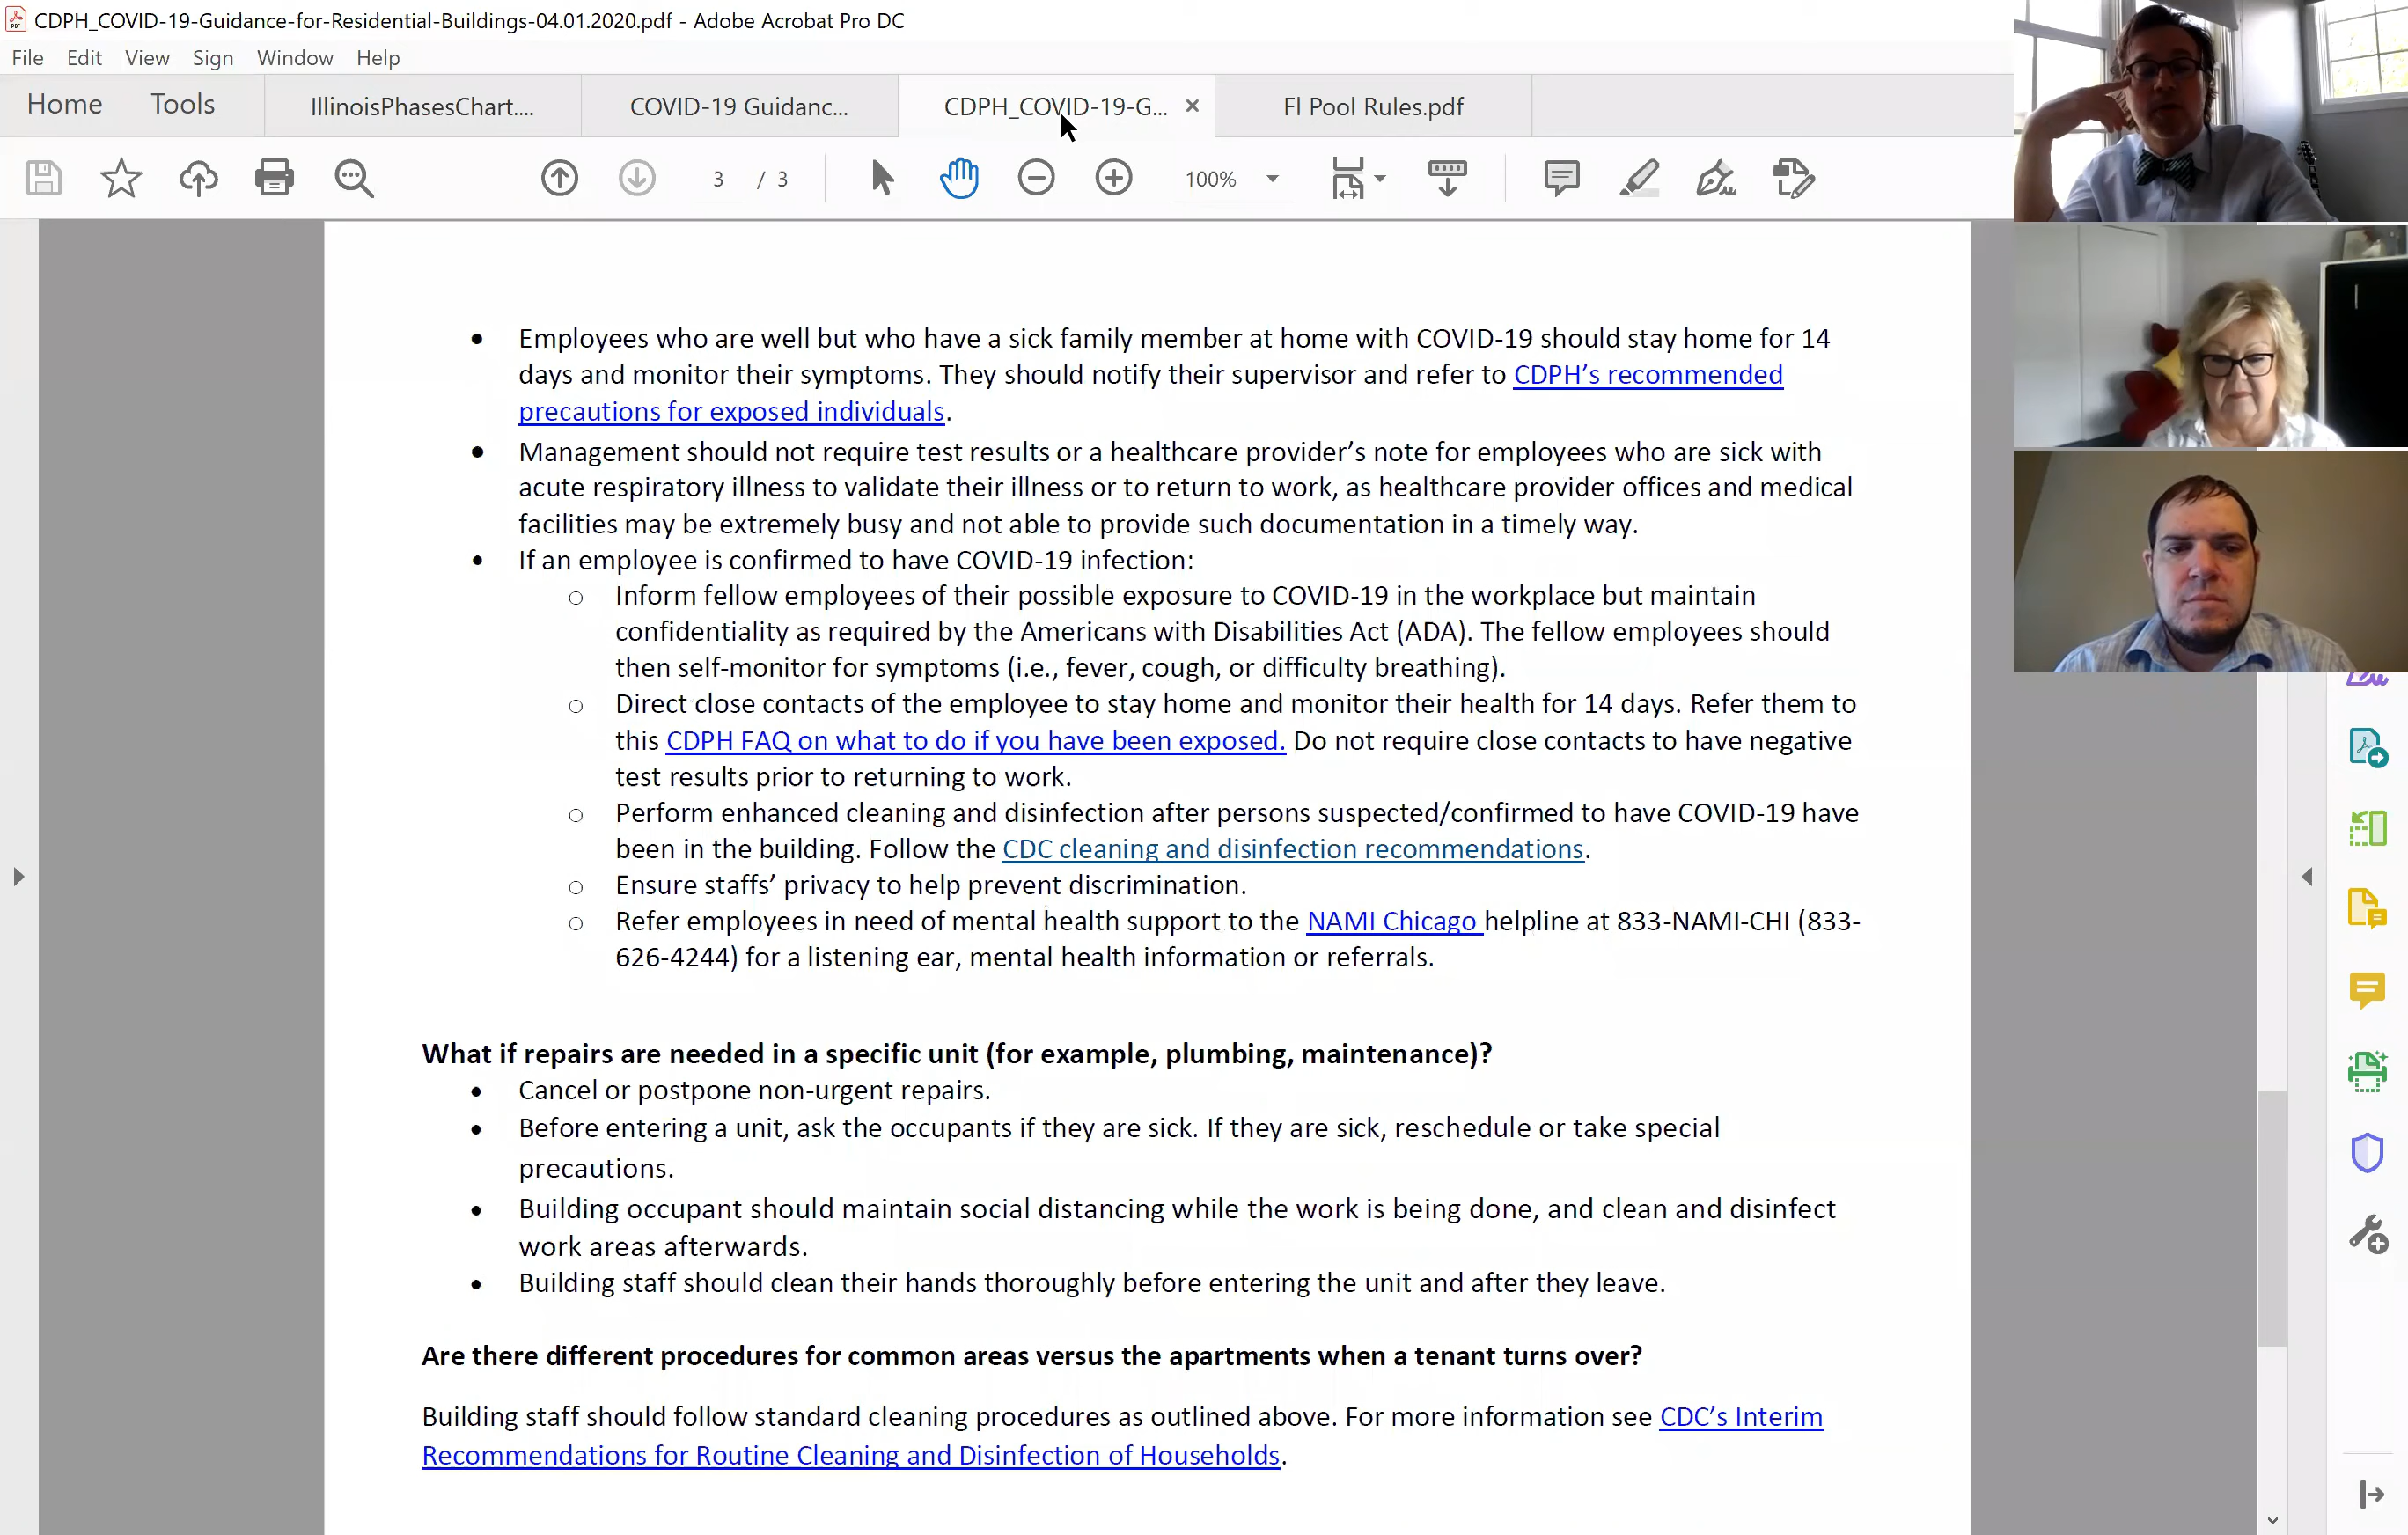 CDPH_COVID-19-Guidance-for-Residential-Buildings-04.01.2020.pdf - Adobe Acrobat Pro DC
File Edit View Sign Window Help
Home Tools IllinoisPhasesChart.... COVID-19 Guidanc... CDPH_COVID-19-G... × Fl Pool Rules.pdf
3 / 3 100%
• Employees who are well but who have a sick family member at home with COVID-19 should stay home for 14
days and monitor their symptoms. They should notify their supervisor and refer to CDPH’s recommended
precautions for exposed individuals.
• Management should not require test results or a healthcare provider’s note for employees who are sick with
acute respiratory illness to validate their illness or to return to work, as healthcare provider offices and medical
facilities may be extremely busy and not able to provide such documentation in a timely way.
• If an employee is confirmed to have COVID-19 infection:
○ Inform fellow employees of their possible exposure to COVID-19 in the workplace but maintain
confidentiality as required by the Americans with Disabilities Act (ADA). The fellow employees should
then self-monitor for symptoms (i.e., fever, cough, or difficulty breathing).
○ Direct close contacts of the employee to stay home and monitor their health for 14 days. Refer them to
this CDPH FAQ on what to do if you have been exposed. Do not require close contacts to have negative
test results prior to returning to work.
○ Perform enhanced cleaning and disinfection after persons suspected/confirmed to have COVID-19 have
been in the building. Follow the CDC cleaning and disinfection recommendations.
○ Ensure staffs’ privacy to help prevent discrimination.
○ Refer employees in need of mental health support to the NAMI Chicago helpline at 833-NAMI-CHI (833-
626-4244) for a listening ear, mental health information or referrals.
What if repairs are needed in a specific unit (for example, plumbing, maintenance)?
• Cancel or postpone non-urgent repairs.
• Before entering a unit, ask the occupants if they are sick. If they are sick, reschedule or take special
precautions.
• Building occupant should maintain social distancing while the work is being done, and clean and disinfect
work areas afterwards.
• Building staff should clean their hands thoroughly before entering the unit and after they leave.
Are there different procedures for common areas versus the apartments when a tenant turns over?
Building staff should follow standard cleaning procedures as outlined above. For more information see CDC’s Interim
Recommendations for Routine Cleaning and Disinfection of Households.